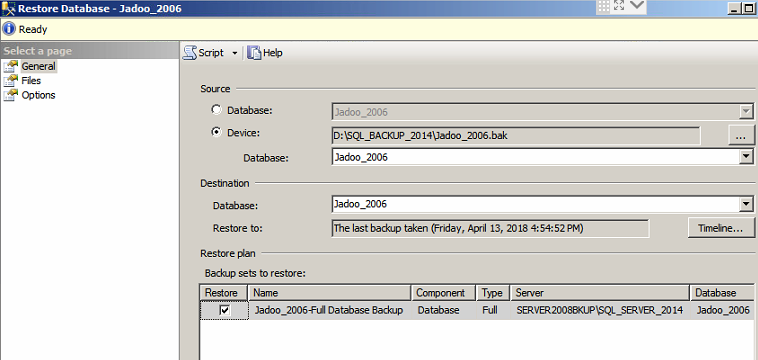 Restore Database - Jadoo_2006
Ready
Select a page
General
Files
Options
Script
Help
Source
Database: Jadoo_2006
Device: D:\SQL_BACKUP_2014\Jadoo_2006.bak ...
Database: Jadoo_2006
Destination
Database: Jadoo_2006
Restore to: The last backup taken (Friday, April 13, 2018 4:54:52 PM) Timeline...
Restore plan
Backup sets to restore:
Restore Name Component Type Server Database
Jadoo_2006-Full Database Backup Database Full SERVER2008BKUP\SQL_SERVER_2014 Jadoo_2006